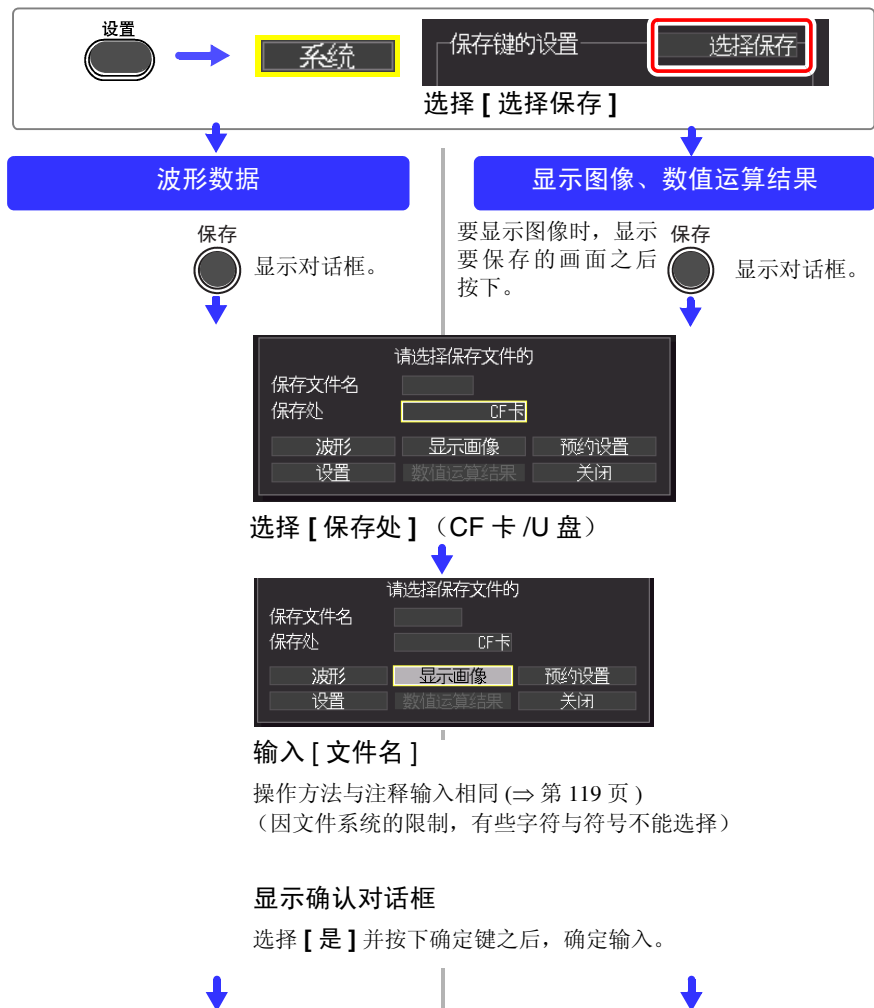 设置
系统
保存键的设置
选择保存
选择 [ 选择保存 ]
波形数据
显示图像、数值运算结果
保存
显示对话框。
要显示图像时，显示
要保存的画面之后
按下。
保存
显示对话框。
请选择保存文件的
保存文件名
保存处 CF卡
波形 显示画像 预约设置
设置 数值运算结果 关闭
选择 [ 保存处 ] （CF 卡 /U 盘）
请选择保存文件的
保存文件名
保存处 CF卡
波形 显示画像 预约设置
设置 数值运算结果 关闭
输入 [ 文件名 ]
操作方法与注释输入相同 (⇒ 第 119 页 )
（因文件系统的限制，有些字符与符号不能选择）
显示确认对话框
选择 [ 是 ] 并按下确定键之后，确定输入。